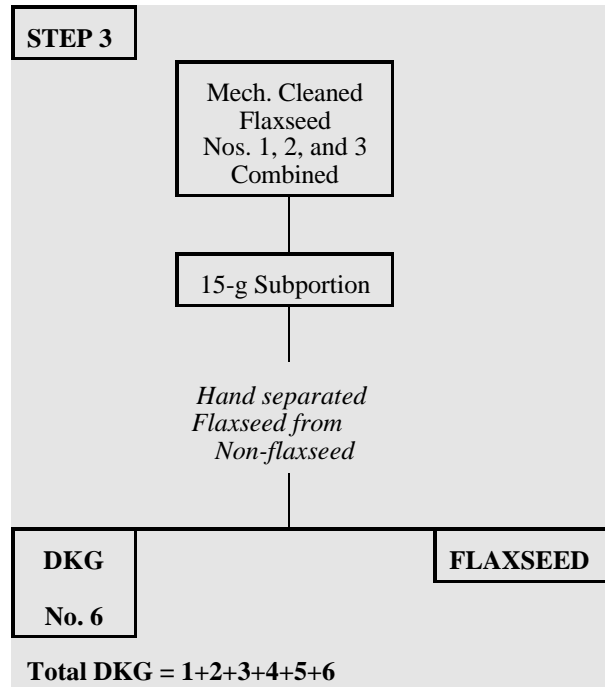 STEP 3
Mech. Cleaned
Flaxseed
Nos. 1, 2, and 3
Combined
15-g Subportion
Hand separated
Flaxseed from
Non-flaxseed
DKG
No. 6
FLAXSEED
Total DKG = 1+2+3+4+5+6